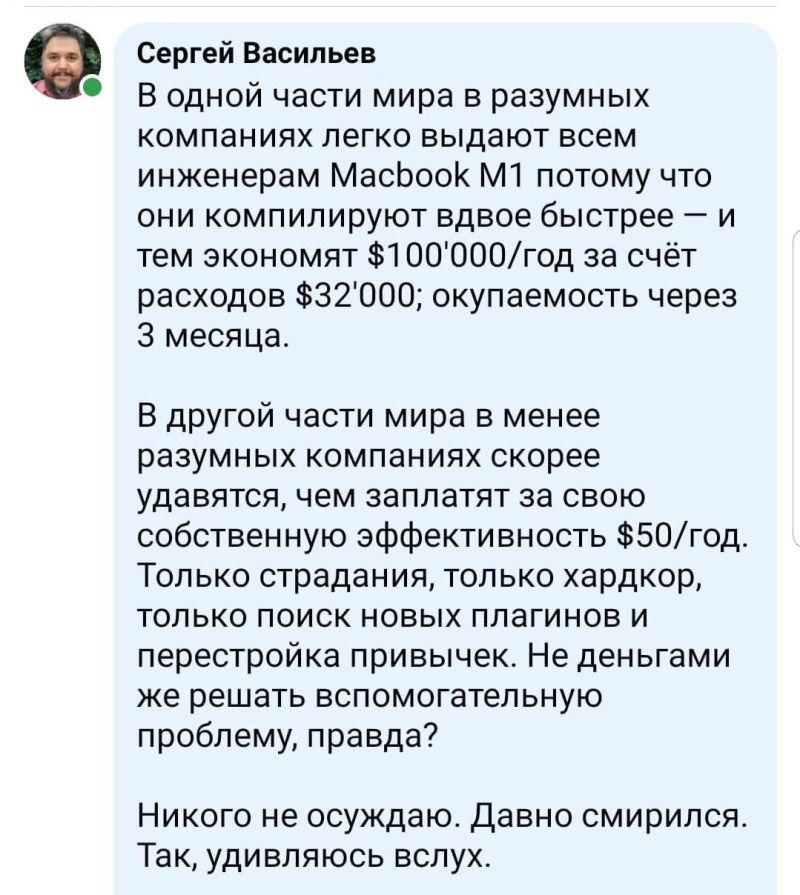 Сергей Васильев
В одной части мира в разумных
компаниях легко выдают всем
инженерам Macbook M1 потому что
они компилируют вдвое быстрее — и
тем экономят $100'000/год за счёт
расходов $32'000; окупаемость через
3 месяца.
В другой части мира в менее
разумных компаниях скорее
удавятся, чем заплатят за свою
собственную эффективность $50/год.
Только страдания, только хардкор,
только поиск новых плагинов и
перестройка привычек. Не деньгами
же решать вспомогательную
проблему, правда?
Никого не осуждаю. Давно смирился.
Так, удивляюсь вслух.